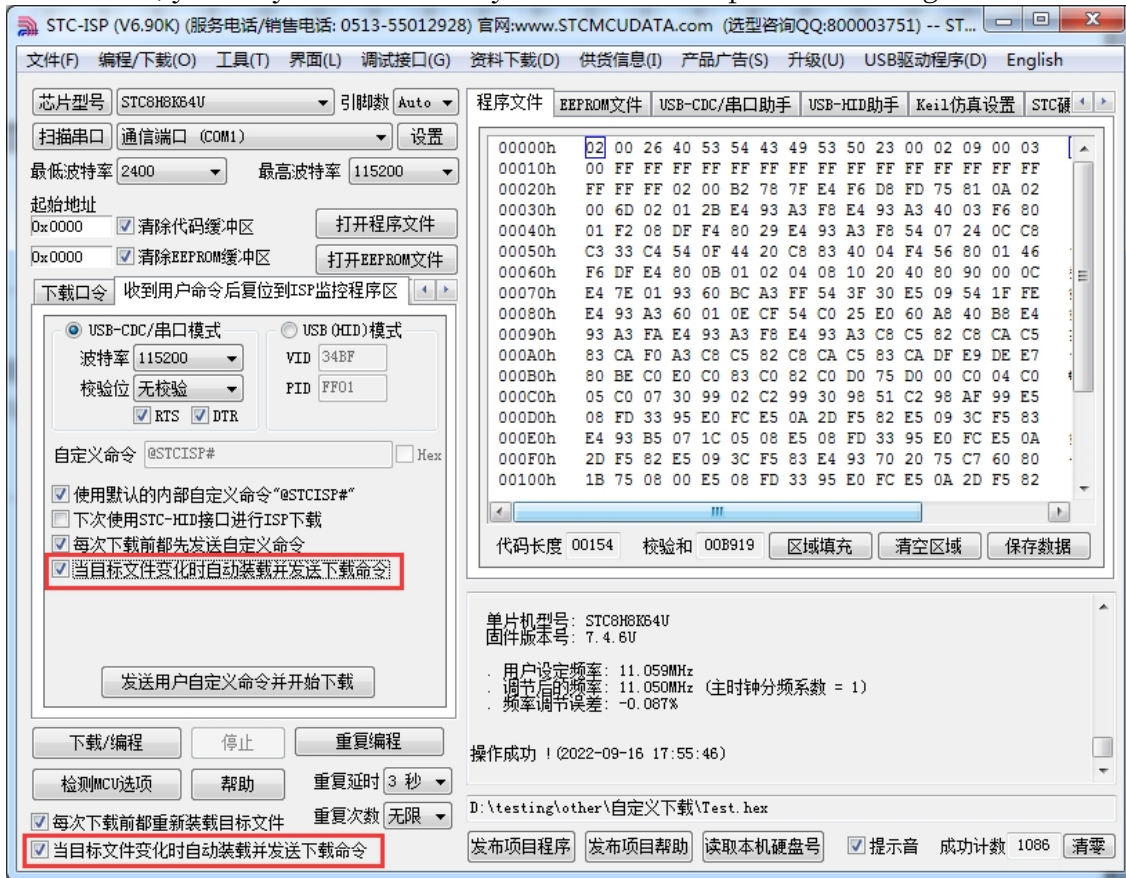 STC-ISP (V6.90K) (服务电话/销售电话: 0513-55012928) 官网:www.STCMCUDATA.com (选型咨询QQ:800003751) -- ST...
文件(F) 编程/下载(O) 工具(T) 界面(L) 调试接口(G) 资料下载(D) 供货信息(I) 产品广告(S) 升级(U) USB驱动程序(D) English
芯片型号 STC8H8K64U 引脚数 Auto
扫描串口 通信端口 (COM1) 设置
最低波特率 2400 最高波特率 115200
起始地址
0x0000 清除代码缓冲区 打开程序文件
0x0000 清除EEPROM缓冲区 打开EEPROM文件
下载口令 收到用户命令后复位到ISP监控程序区
USB-CDC/串口模式 USB(HID)模式
波特率 115200 VID 34BF
校验位 无校验 PID FF01
RTS DTR
自定义命令 @STCISP# Hex
使用默认的内部自定义命令"@STCISP#"
下次使用STC-HID接口进行ISP下载
每次下载前都先发送自定义命令
当目标文件变化时自动装载并发送下载命令
发送用户自定义命令并开始下载
下载/编程 停止 重复编程
检测MCU选项 帮助 重复延时 3 秒
每次下载前都重新装载目标文件 重复次数 无限
当目标文件变化时自动装载并发送下载命令
程序文件 EEPROM文件 USB-CDC/串口助手 USB-HID助手 Keil仿真设置
00000h 02 00 26 40 53 54 43 49 53 50 23 00 02 09 00 03
00010h 00 FF FF FF FF FF FF FF FF FF FF FF FF FF FF FF
00020h FF FF FF 02 00 B2 78 7F E4 F6 D8 FD 75 81 0A 02
00030h 00 6D 02 01 2B E4 93 A3 F8 E4 93 A3 40 03 F6 80
00040h 01 F2 08 DF F4 80 29 E4 93 A3 F8 54 07 24 0C C8
00050h C3 33 C4 54 0F 44 20 C8 83 40 04 F4 56 80 01 46
00060h F6 DF E4 80 0B 01 02 04 08 10 20 40 80 90 00 0C
00070h E4 7E 01 93 60 BC A3 FF 54 3F 30 E5 09 54 1F FE
00080h E4 93 A3 60 01 0E CF 54 C0 25 E0 60 A8 40 B8 E4
00090h 93 A3 FA E4 93 A3 F8 E4 93 A3 C8 C5 82 C8 CA C5
000A0h 83 CA F0 A3 C8 C5 82 C8 CA C5 83 CA DF E9 DE E7
000B0h 80 BE C0 E0 C0 83 C0 82 C0 D0 75 D0 00 C0 04 C0
000C0h 05 C0 07 30 99 02 C2 99 30 98 51 C2 98 AF 99 E5
000D0h 08 FD 33 95 E0 FC E5 0A 2D F5 82 E5 09 3C F5 83
000E0h E4 93 B5 07 1C 05 08 E5 08 FD 33 95 E0 FC E5 0A
000F0h 2D F5 82 E5 09 3C F5 83 E4 93 70 20 75 C7 60 80
00100h 1B 75 08 00 E5 08 FD 33 95 E0 FC E5 0A 2D F5 82
代码长度 00154 校验和 00B919 区域填充 清空区域 保存数据
单片机型号: STC8H8K64U
固件版本号: 7.4.6U
. 用户设定频率: 11.059MHz
. 调节后的频率: 11.050MHz (主时钟分频系数 = 1)
. 频率调节误差: -0.087%
操作成功 !(2022-09-16 17:55:46)
D:\testing\other\自定义下载\Test.hex
发布项目程序 发布项目帮助 读取本机硬盘号 提示音 成功计数 1086 清零